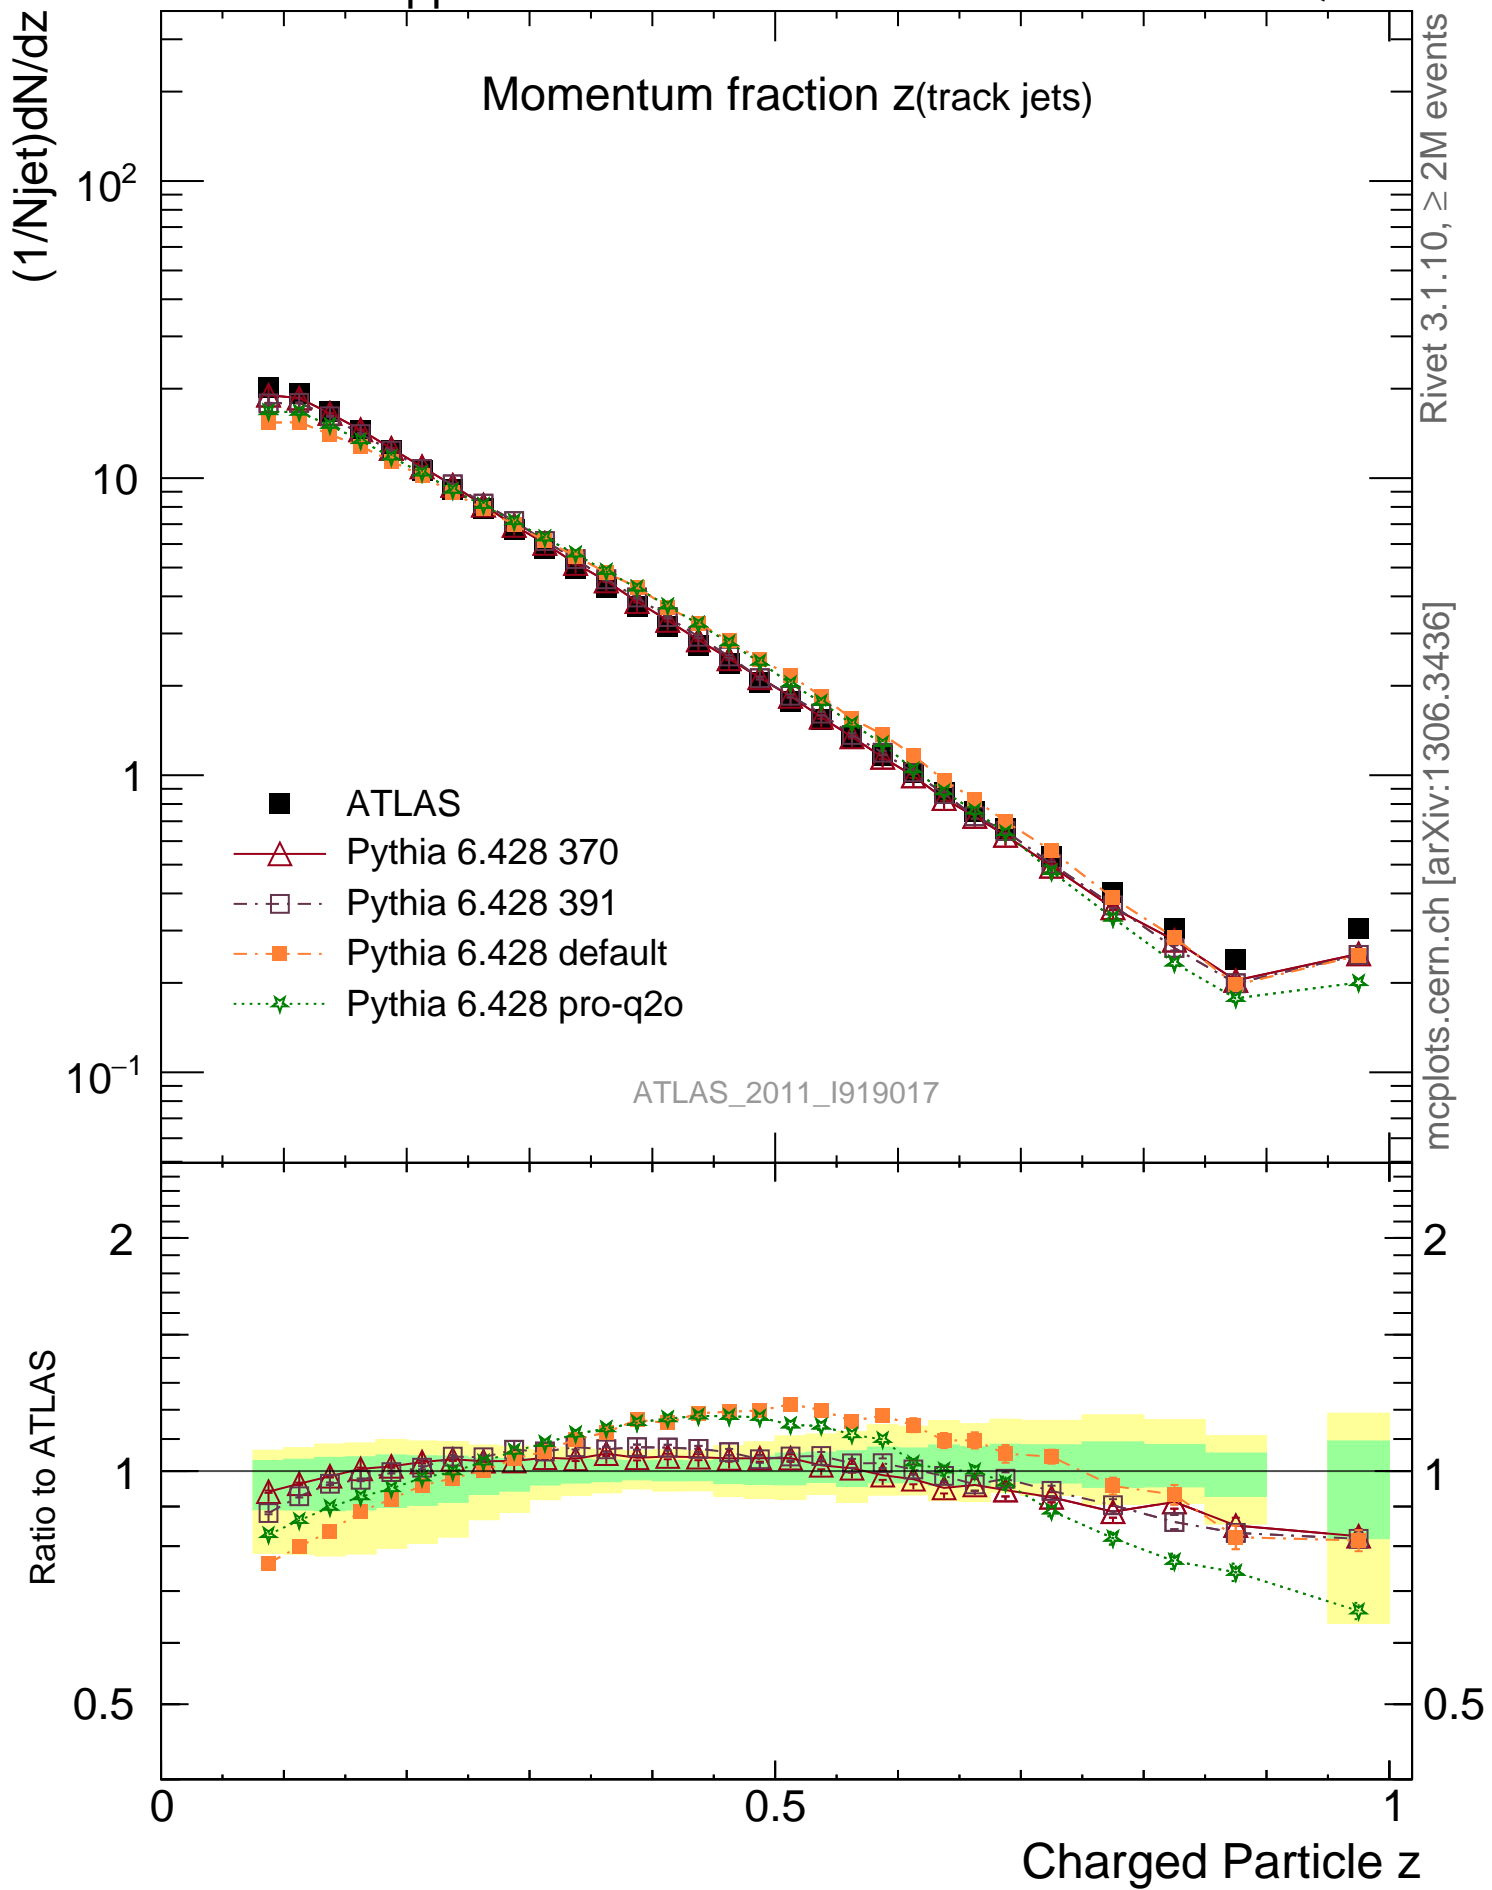 (1/Njet)dN/dz
Momentum fraction z(track jets)
10²
10
1
10⁻¹
ATLAS
Pythia 6.428 370
Pythia 6.428 391
Pythia 6.428 default
Pythia 6.428 pro-q2o
ATLAS_2011_I919017
Rivet 3.1.10, ≥ 2M events
mcplots.cern.ch [arXiv:1306.3436]
Ratio to ATLAS
2
1
0.5
2
1
0.5
0
0.5
1
Charged Particle z